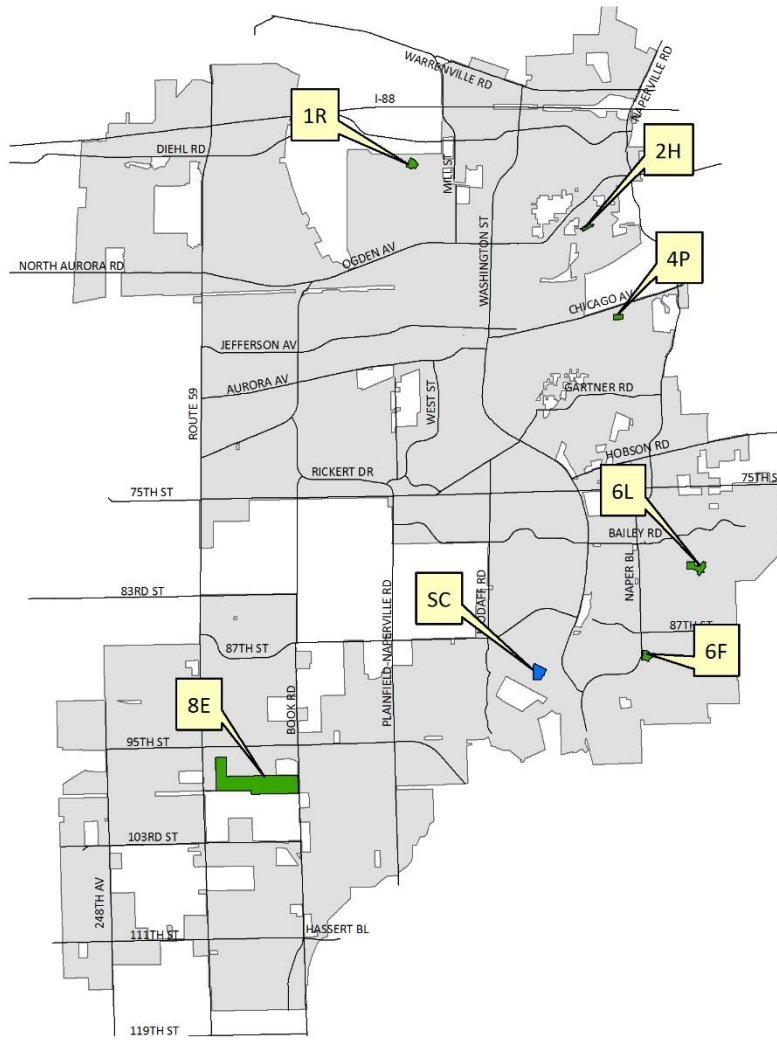 WARRENVILLE RD
NAPERVILLE RD
I-88
1R
DIEHL RD
MILL ST
2H
WASHINGTON ST
OGDEN AV
NORTH AURORA RD
4P
CHICAGO AV
JEFFERSON AV
AURORA AV
GARTNER RD
ROUTE 59
WEST ST
HOBSON RD
RICKERT DR
75TH ST
75TH S
6L
BAILEY RD
NAPER BL
83RD ST
SC
87TH ST
87TH ST
PLAINFIELD-NAPERVILLE RD
6F
BOOK RD
8E
95TH ST
103RD ST
248TH AV
111TH ST
HASSERT BL
119TH ST